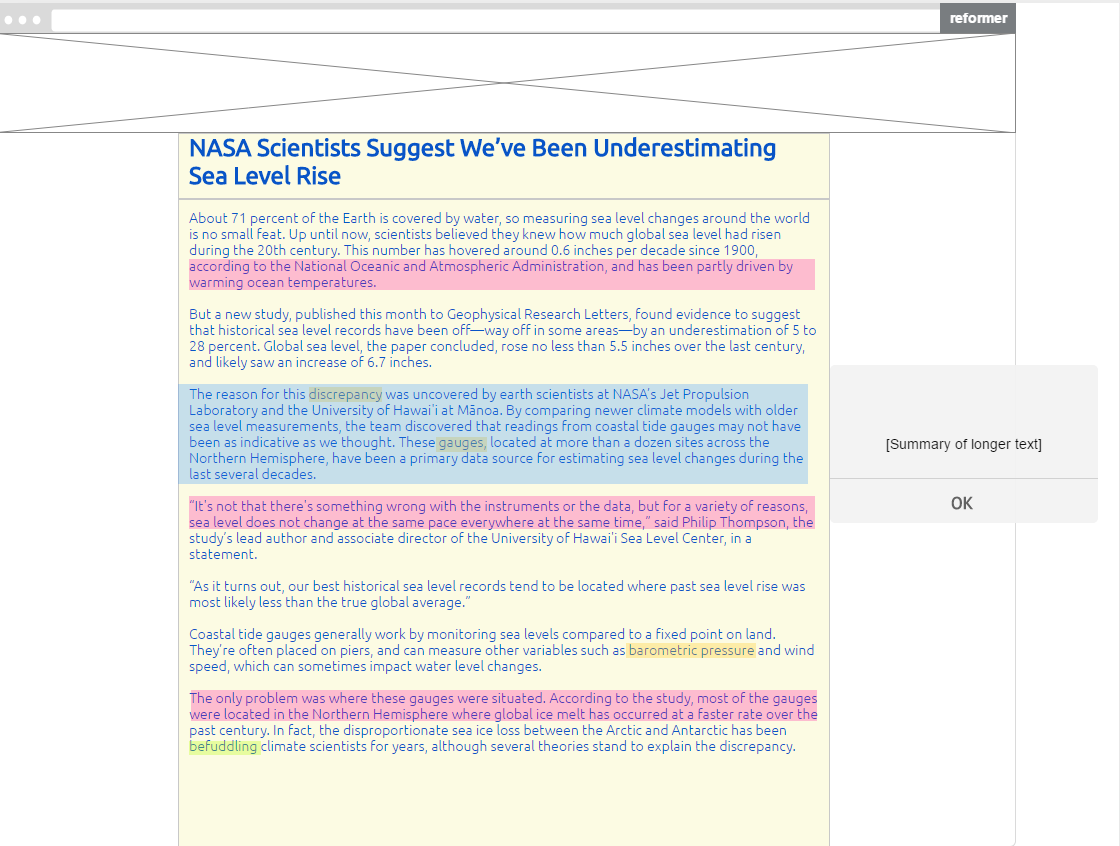 reformer
NASA Scientists Suggest We’ve Been Underestimating
Sea Level Rise
About 71 percent of the Earth is covered by water, so measuring sea level changes around the world
is no small feat. Up until now, scientists believed they knew how much global sea level had risen
during the 20th century. This number has hovered around 0.6 inches per decade since 1900,
according to the National Oceanic and Atmospheric Administration, and has been partly driven by
warming ocean temperatures.
But a new study, published this month to Geophysical Research Letters, found evidence to suggest
that historical sea level records have been off—way off in some areas—by an underestimation of 5 to
28 percent. Global sea level, the paper concluded, rose no less than 5.5 inches over the last century,
and likely saw an increase of 6.7 inches.
The reason for this discrepancy was uncovered by earth scientists at NASA’s Jet Propulsion
Laboratory and the University of Hawai’i at Mānoa. By comparing newer climate models with older
sea level measurements, the team discovered that readings from coastal tide gauges may not have
been as indicative as we thought. These gauges, located at more than a dozen sites across the
Northern Hemisphere, have been a primary data source for estimating sea level changes during the
last several decades.
[Summary of longer text]
OK
“It’s not that there’s something wrong with the instruments or the data, but for a variety of reasons,
sea level does not change at the same pace everywhere at the same time,” said Philip Thompson, the
study’s lead author and associate director of the University of Hawai’i Sea Level Center, in a
statement.
“As it turns out, our best historical sea level records tend to be located where past sea level rise was
most likely less than the true global average.”
Coastal tide gauges generally work by monitoring sea levels compared to a fixed point on land.
They’re often placed on piers, and can measure other variables such as barometric pressure and wind
speed, which can sometimes impact water level changes.
The only problem was where these gauges were situated. According to the study, most of the gauges
were located in the Northern Hemisphere where global ice melt has occurred at a faster rate over the
past century. In fact, the disproportionate sea ice loss between the Arctic and Antarctic has been
befuddling climate scientists for years, although several theories stand to explain the discrepancy.